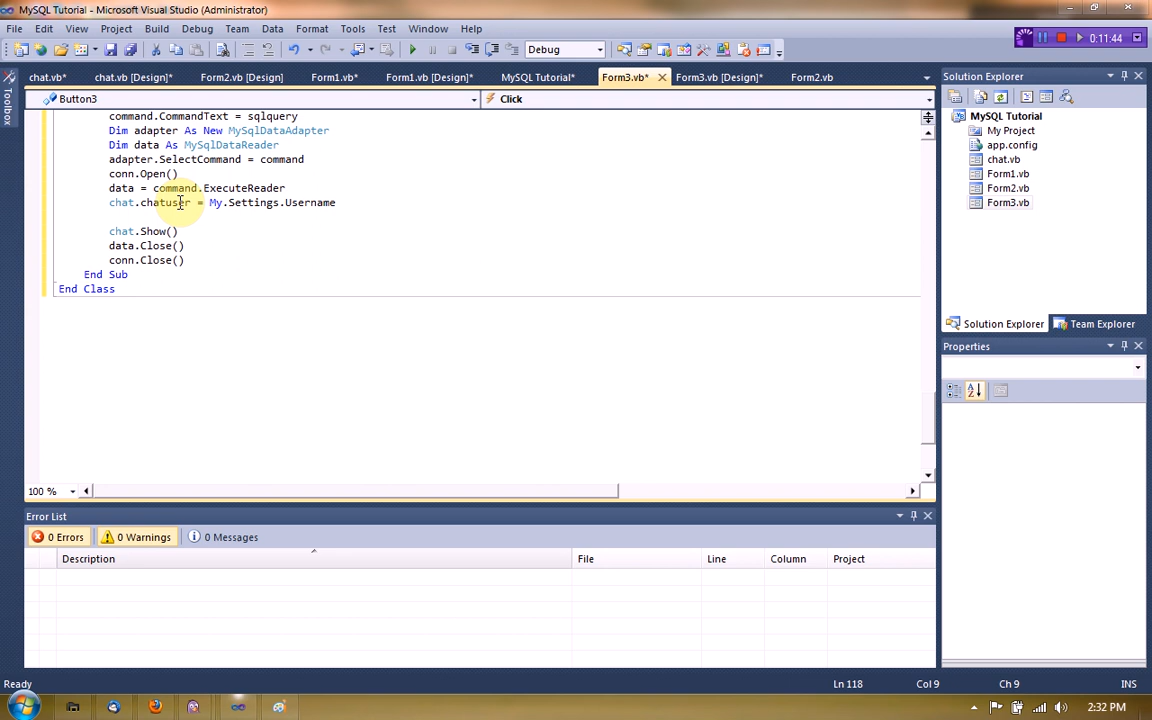 MySQL Tutorial - Microsoft Visual Studio (Administrator)
File Edit View Project Build Debug Team Data Format Tools Test Window Help
Debug
0:11:44
chat.vb* chat.vb [Design]* Form2.vb [Design] Form1.vb* Form1.vb [Design]* MySQL Tutorial* Form3.vb* Form3.vb [Design]* Form2.vb
Toolbox
Button3 Click
command.CommandText = sqlquery
Dim adapter As New MySqlDataAdapter
Dim data As MySqlDataReader
adapter.SelectCommand = command
conn.Open()
data = command.ExecuteReader
chat.chatuser = My.Settings.Username
chat.Show()
data.Close()
conn.Close()
End Sub
End Class
100 %
Solution Explorer
MySQL Tutorial
My Project
app.config
chat.vb
Form1.vb
Form2.vb
Form3.vb
Solution Explorer Team Explorer
Properties
Error List
0 Errors 0 Warnings 0 Messages
Description File Line Column Project
Ready Ln 118 Col 9 Ch 9 INS
2:32 PM